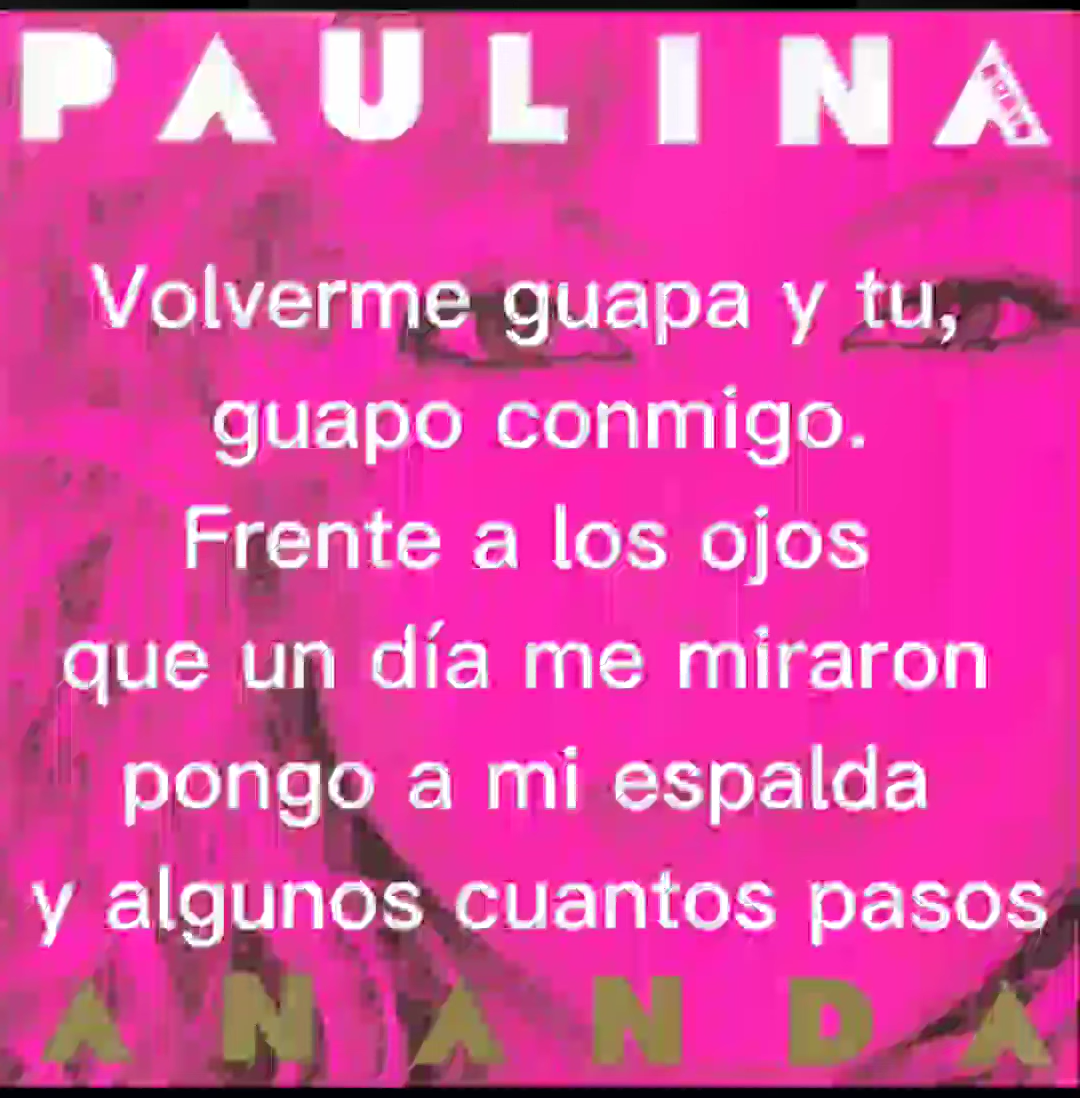 PAULINA
Volverme guapa y tu,
guapo conmigo.
Frente a los ojos
que un día me miraron
pongo a mi espalda
y algunos cuantos pasos
ANANDA